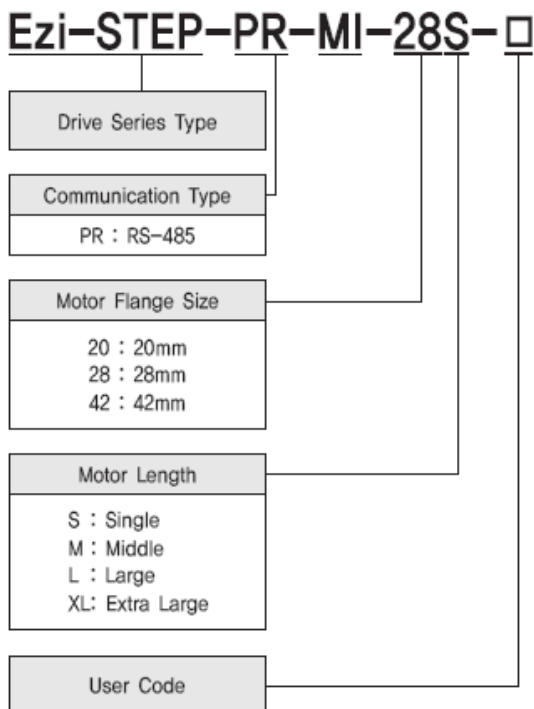 Ezi-STEP-PR-MI-28S-□
Drive Series Type
Communication Type
PR : RS-485
Motor Flange Size
20 : 20mm
28 : 28mm
42 : 42mm
Motor Length
S : Single
M : Middle
L : Large
XL: Extra Large
User Code